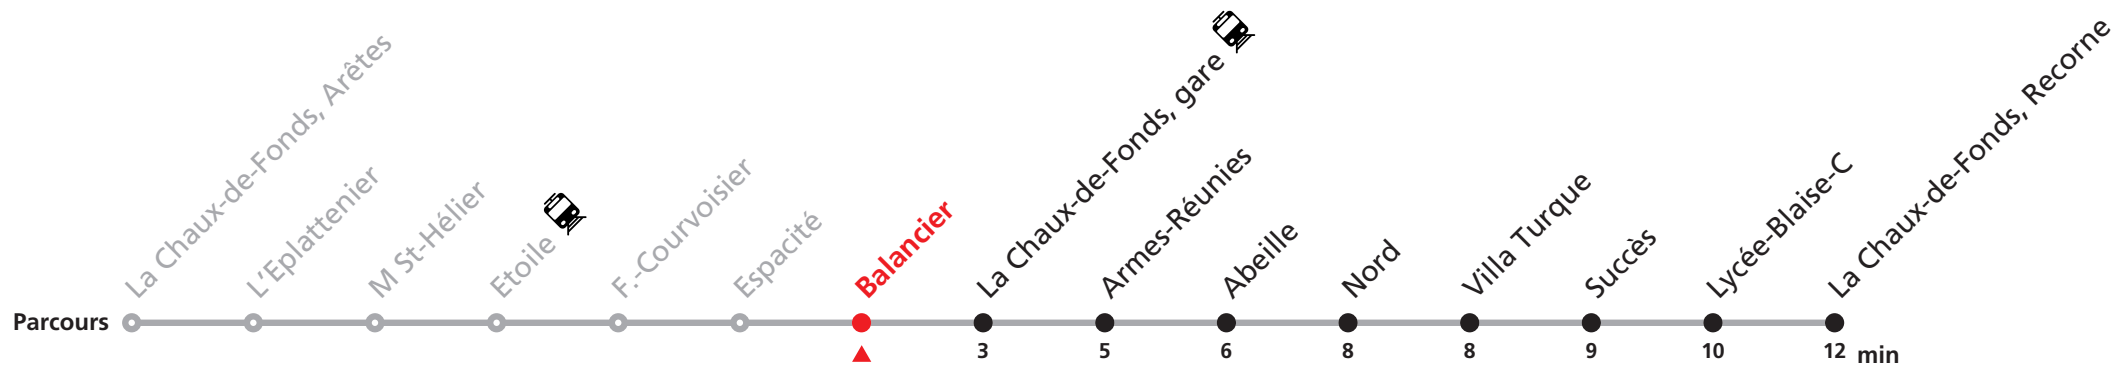 La Chaux-de-Fonds, Arêtes
L'Eplattenier
M St-Hélier
Etoile
F.-Courvoisier
Espacité
Balancier
La Chaux-de-Fonds, gare
Armes-Réunies
Abeille
Nord
Villa Turque
Succès
Lycée-Blaise-C
La Chaux-de-Fonds, Recorne
Parcours
3 5 6 8 8 9 10 12 min